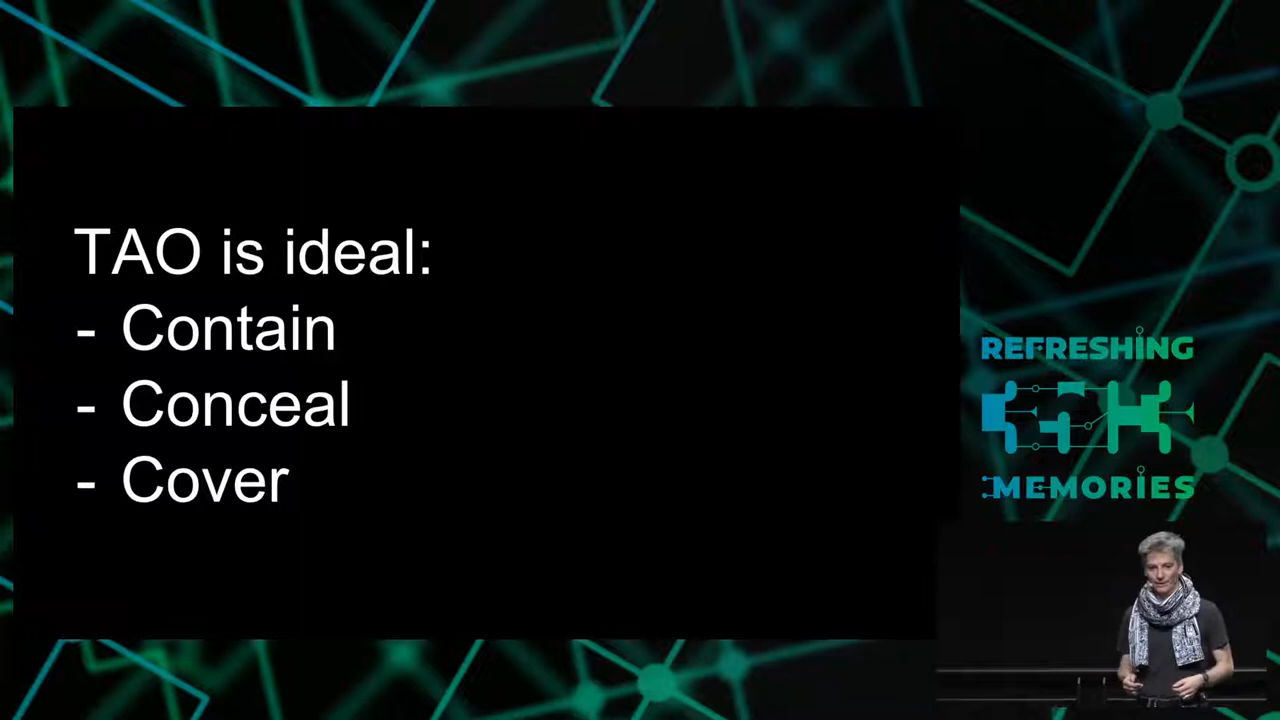 TAO is ideal:
- Contain
- Conceal
- Cover
REFRESHING
MEMORIES